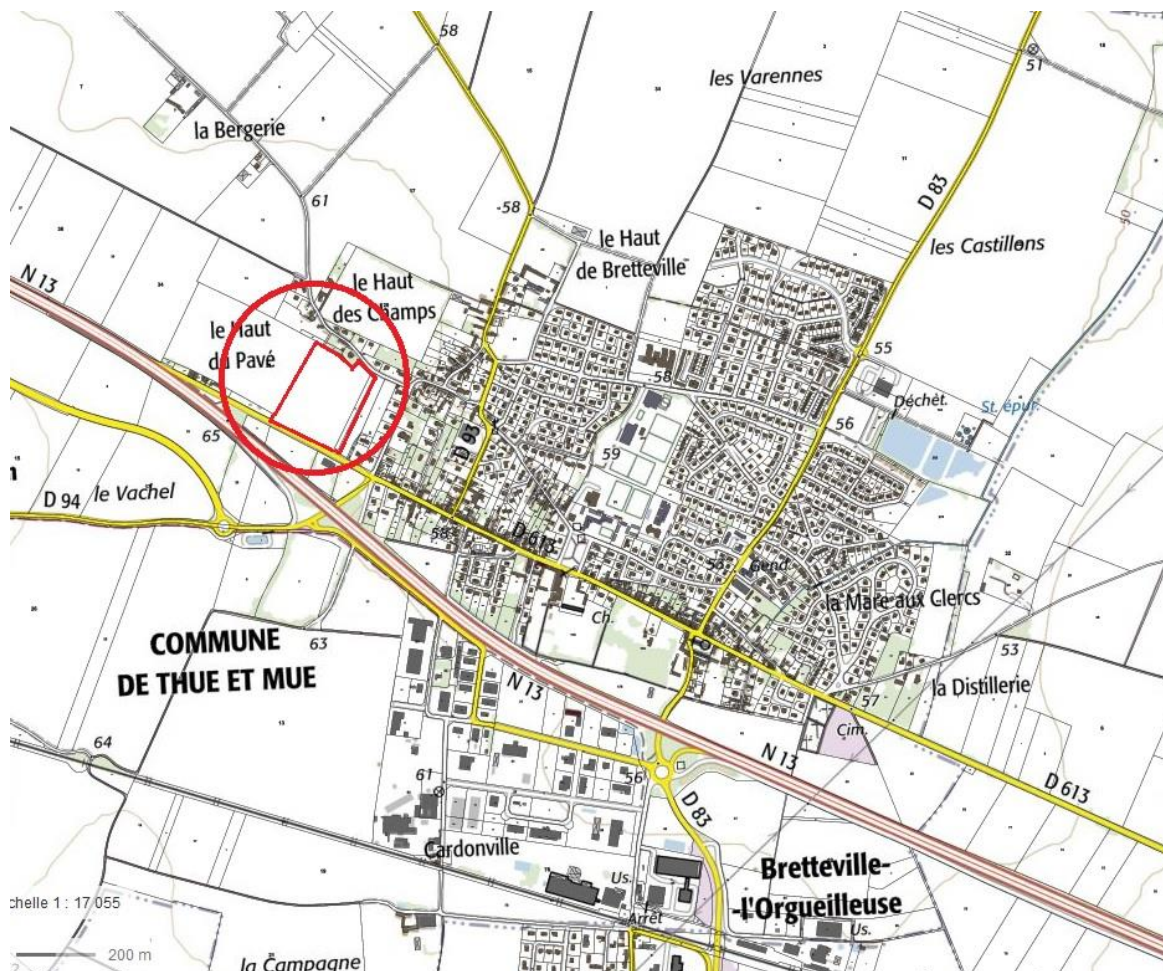 58
51
les Varennes
la Bergerie
D 83
61
-58
50
le Haut
de Bretteville
les Castillons
N 13
le Haut
des Champs
le Haut
du Pavé
55
58
Déchèt.
St. épur.
56
65
D 93
59
D 94
le Vachel
58
D 613
55
Gend.
la Mare aux Clercs
Ch.
63
53
COMMUNE
DE THUE ET MUE
N 13
la Distillerie
57
Cim.
64
N 13
61
56
D 613
D 83
Cardonville
Bretteville-
-l'Orgueilleuse
Us.
Arrêt
Us.
chelle 1 : 17 055
200 m
la Campagne